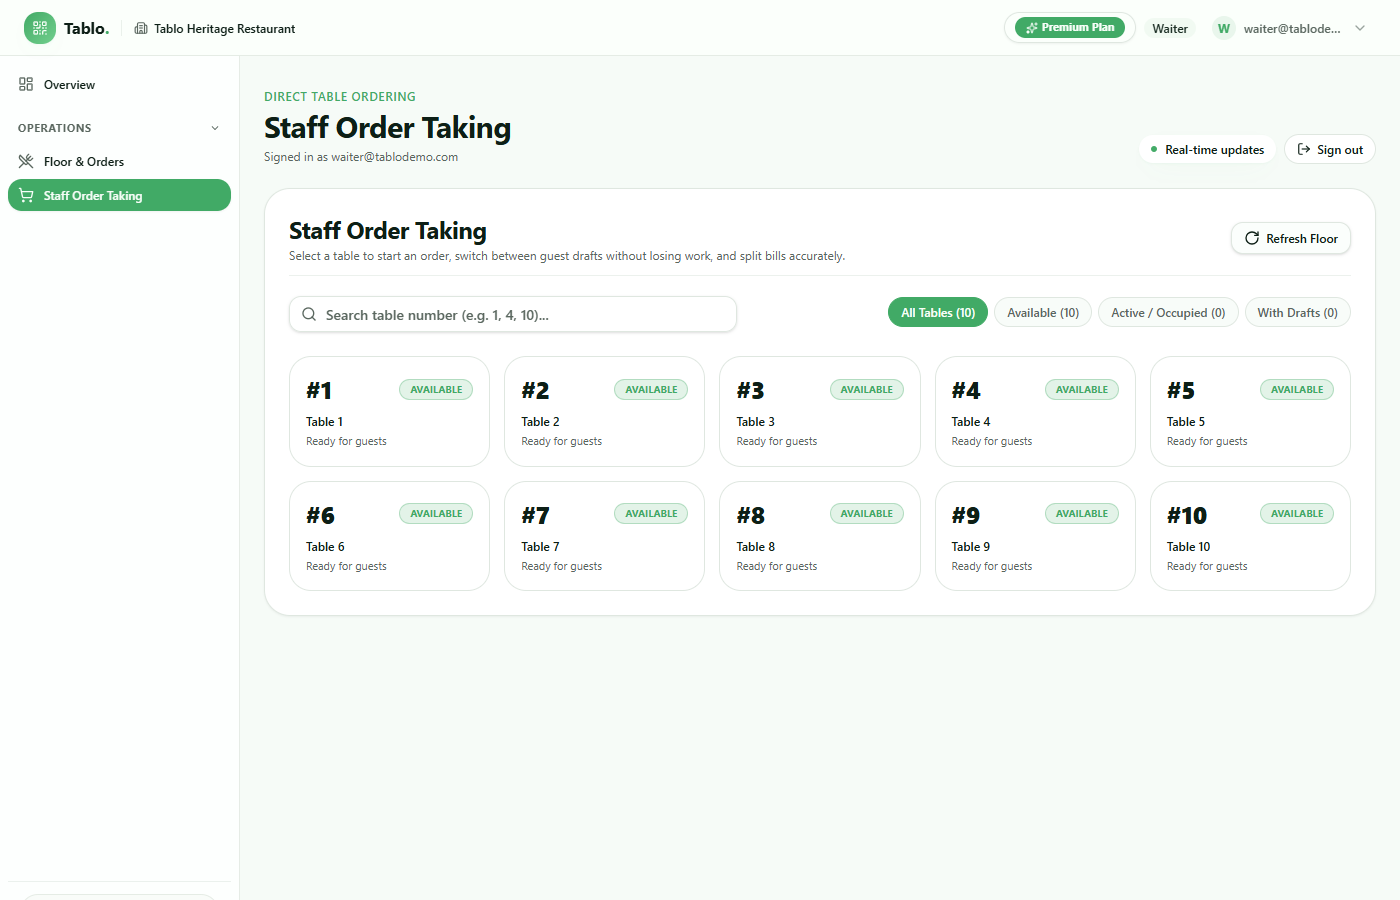 Tablo.
Tablo Heritage Restaurant
Premium Plan
Waiter
W
waiter@tablode...
Overview
OPERATIONS
Floor & Orders
Staff Order Taking
DIRECT TABLE ORDERING
Staff Order Taking
Signed in as waiter@tablodemo.com
Real-time updates
Sign out
Staff Order Taking
Select a table to start an order, switch between guest drafts without losing work, and split bills accurately.
Refresh Floor
Search table number (e.g. 1, 4, 10)...
All Tables (10)
Available (10)
Active / Occupied (0)
With Drafts (0)
#1
AVAILABLE
Table 1
Ready for guests
#2
AVAILABLE
Table 2
Ready for guests
#3
AVAILABLE
Table 3
Ready for guests
#4
AVAILABLE
Table 4
Ready for guests
#5
AVAILABLE
Table 5
Ready for guests
#6
AVAILABLE
Table 6
Ready for guests
#7
AVAILABLE
Table 7
Ready for guests
#8
AVAILABLE
Table 8
Ready for guests
#9
AVAILABLE
Table 9
Ready for guests
#10
AVAILABLE
Table 10
Ready for guests